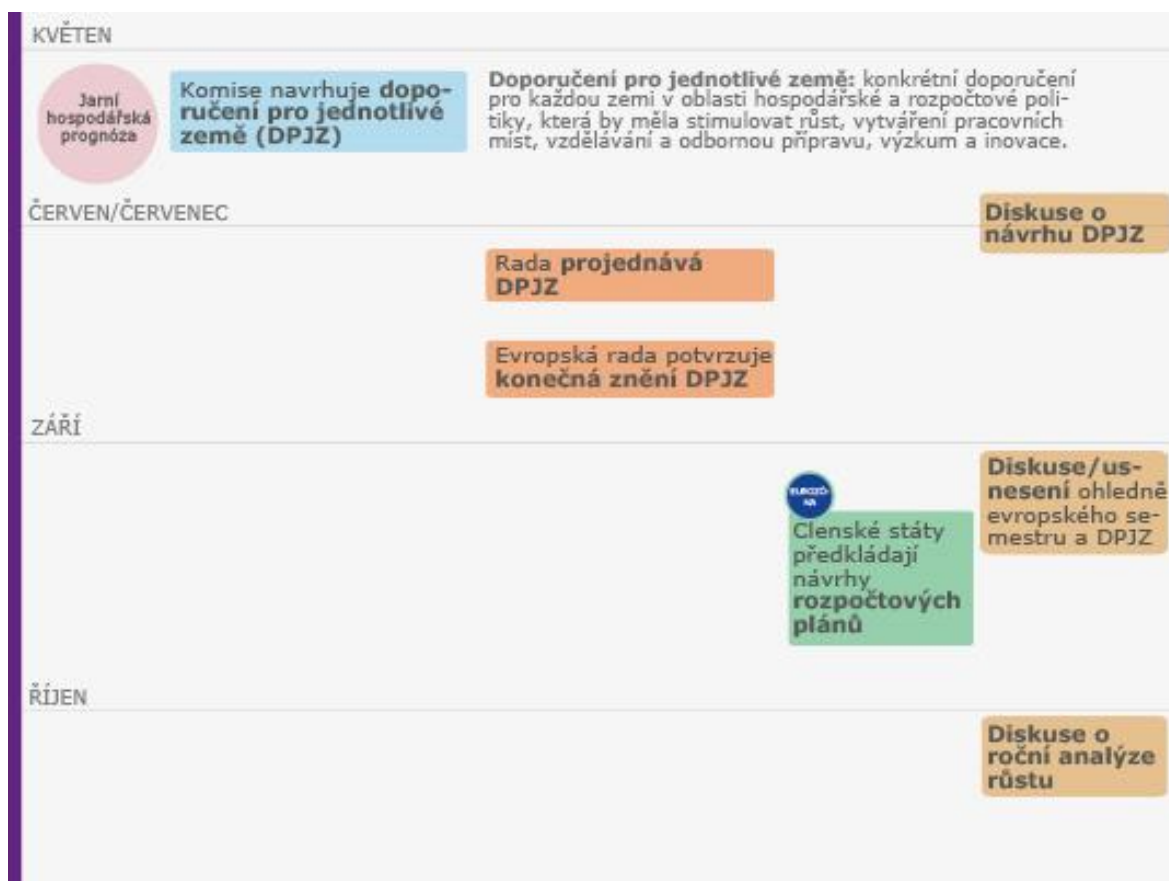 KVĚTEN
Jarní
hospodářská
prognóza
Komise navrhuje dopo-
ručení pro jednotlivé
země (DPJZ)
Doporučení pro jednotlivé země: konkrétní doporučení
pro každou zemi v oblasti hospodářské a rozpočtové poli-
tiky, která by měla stimulovat růst, vytváření pracovních
míst, vzdělávání a odbornou přípravu, výzkum a inovace.
ČERVEN/ČERVENEC
Diskuse o
návrhu DPJZ
Rada projednává
DPJZ
Evropská rada potvrzuje
konečná znění DPJZ
ZÁŘÍ
Diskuse/us-
nesení ohledně
evropského se-
mestru a DPJZ
EUROZÓ-
NA
Clenské státy
předkládají
návrhy
rozpočtových
plánů
ŘÍJEN
Diskuse o
roční analýze
růstu